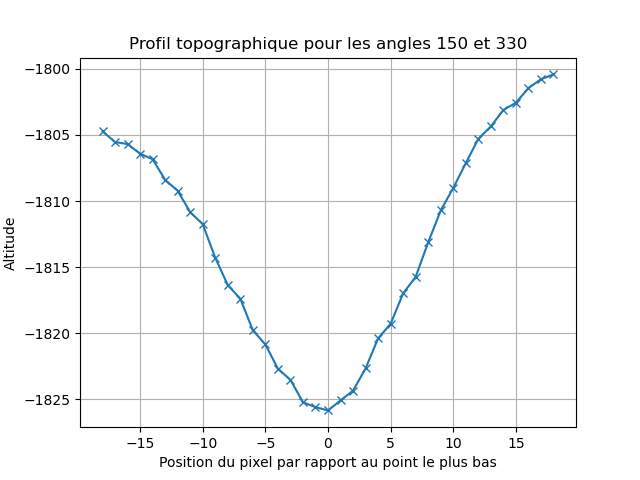 Profil topographique pour les angles 150 et 330
Altitude
−1800
−1805
−1810
−1815
−1820
−1825
−15 −10 −5 0 5 10 15
Position du pixel par rapport au point le plus bas